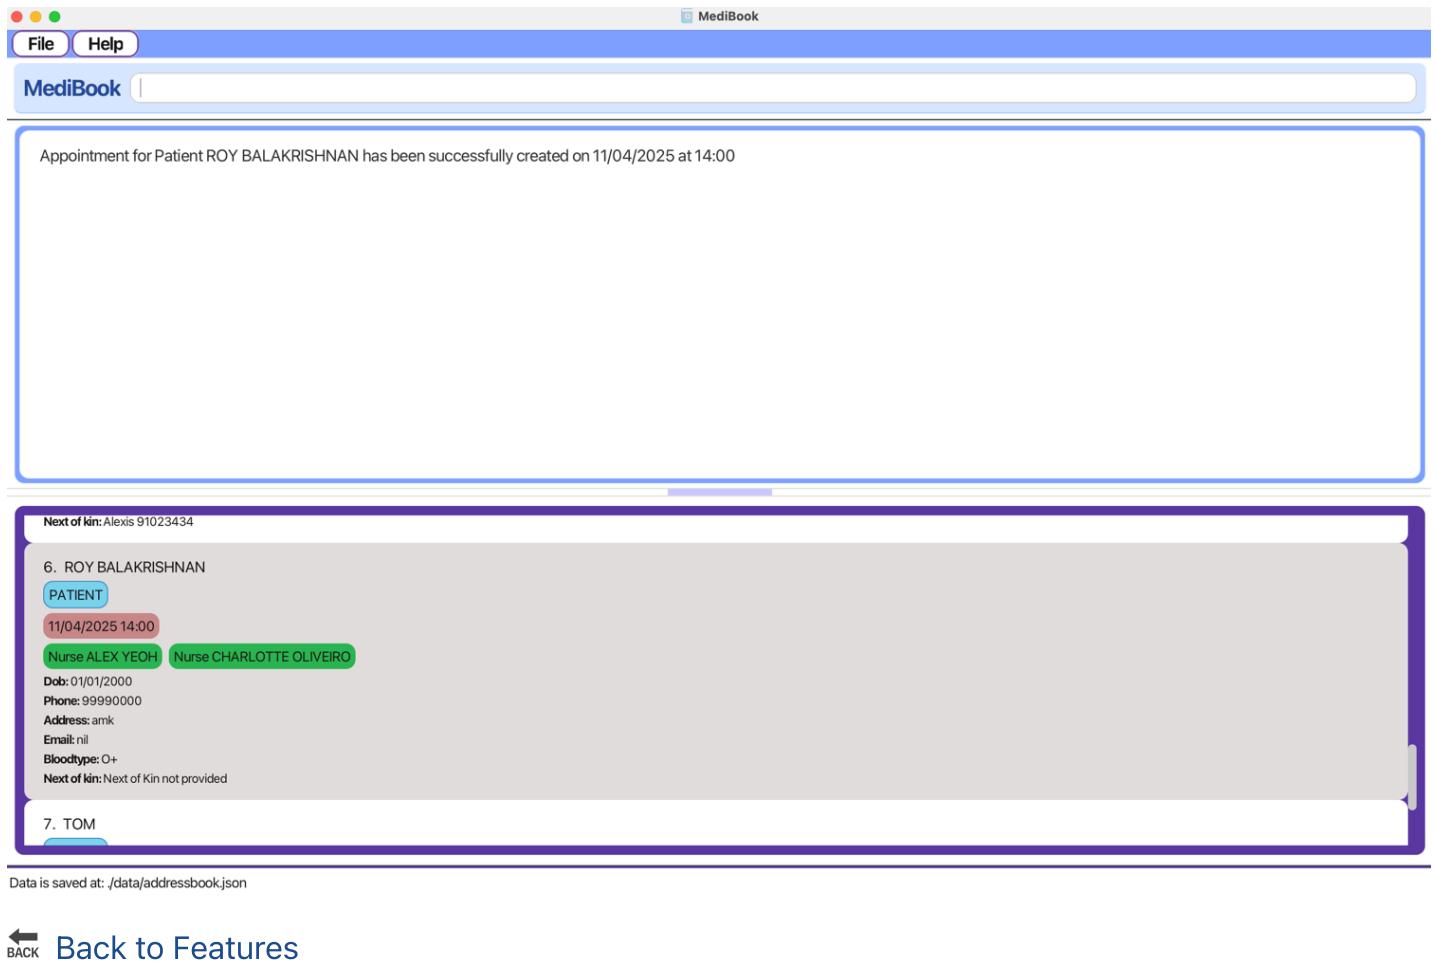 MediBook
File Help
MediBook
Appointment for Patient ROY BALAKRISHNAN has been successfully created on 11/04/2025 at 14:00
Next of kin: Alexis 91023434
6. ROY BALAKRISHNAN
PATIENT
11/04/2025 14:00
Nurse ALEX YEOH Nurse CHARLOTTE OLIVEIRO
Dob: 01/01/2000
Phone: 99990000
Address: amk
Email: nil
Bloodtype: O+
Next of kin: Next of Kin not provided
7. TOM
Data is saved at: ./data/addressbook.json
BACK Back to Features